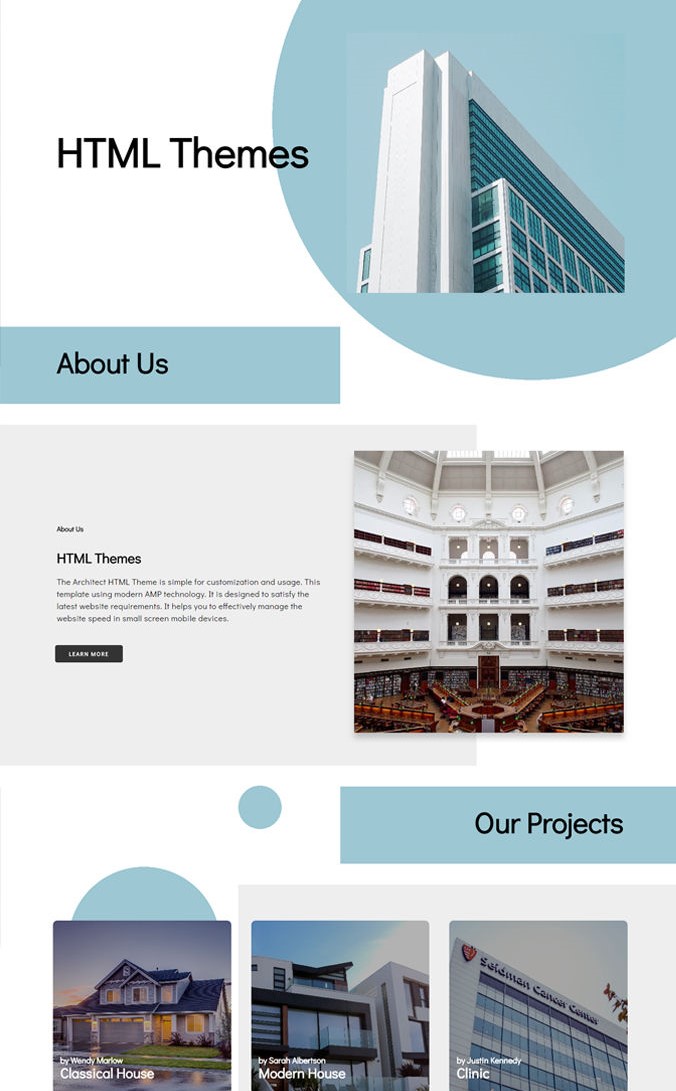 HTML Themes
About Us
About Us
HTML Themes
The Architect HTML Theme is simple for customization and usage. This
template using modern AMP technology. It is designed to satisfy the
latest website requirements. It helps you to effectively manage the
website speed in small screen mobile devices.
LEARN MORE
Our Projects
by Wendy Marlow
Classical House
by Sarah Albertson
Modern House
Seidman Cancer Center
by Justin Kennedy
Clinic